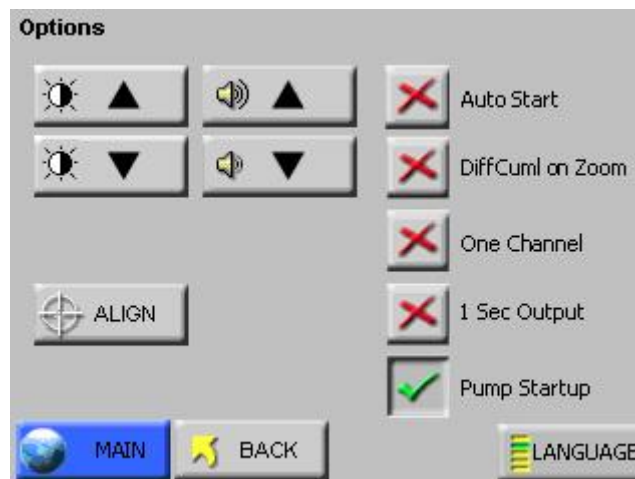 Options
Auto Start
DiffCuml on Zoom
One Channel
ALIGN
1 Sec Output
Pump Startup
MAIN
BACK
LANGUAGE